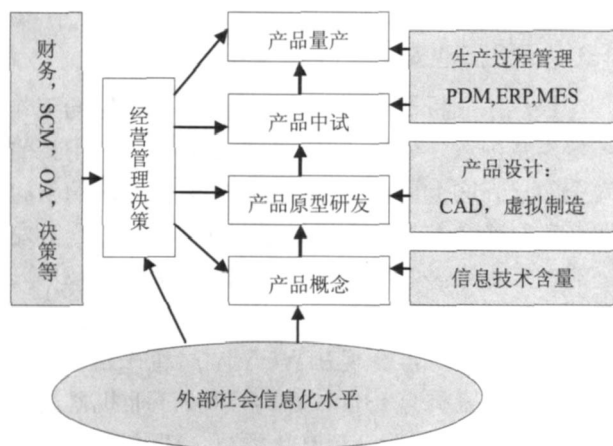 财务，SCM，OA，决策等
经营管理决策
产品量产
产品中试
产品原型研发
产品概念
生产过程管理
PDM,ERP,MES
产品设计：
CAD，虚拟制造
信息技术含量
外部社会信息化水平